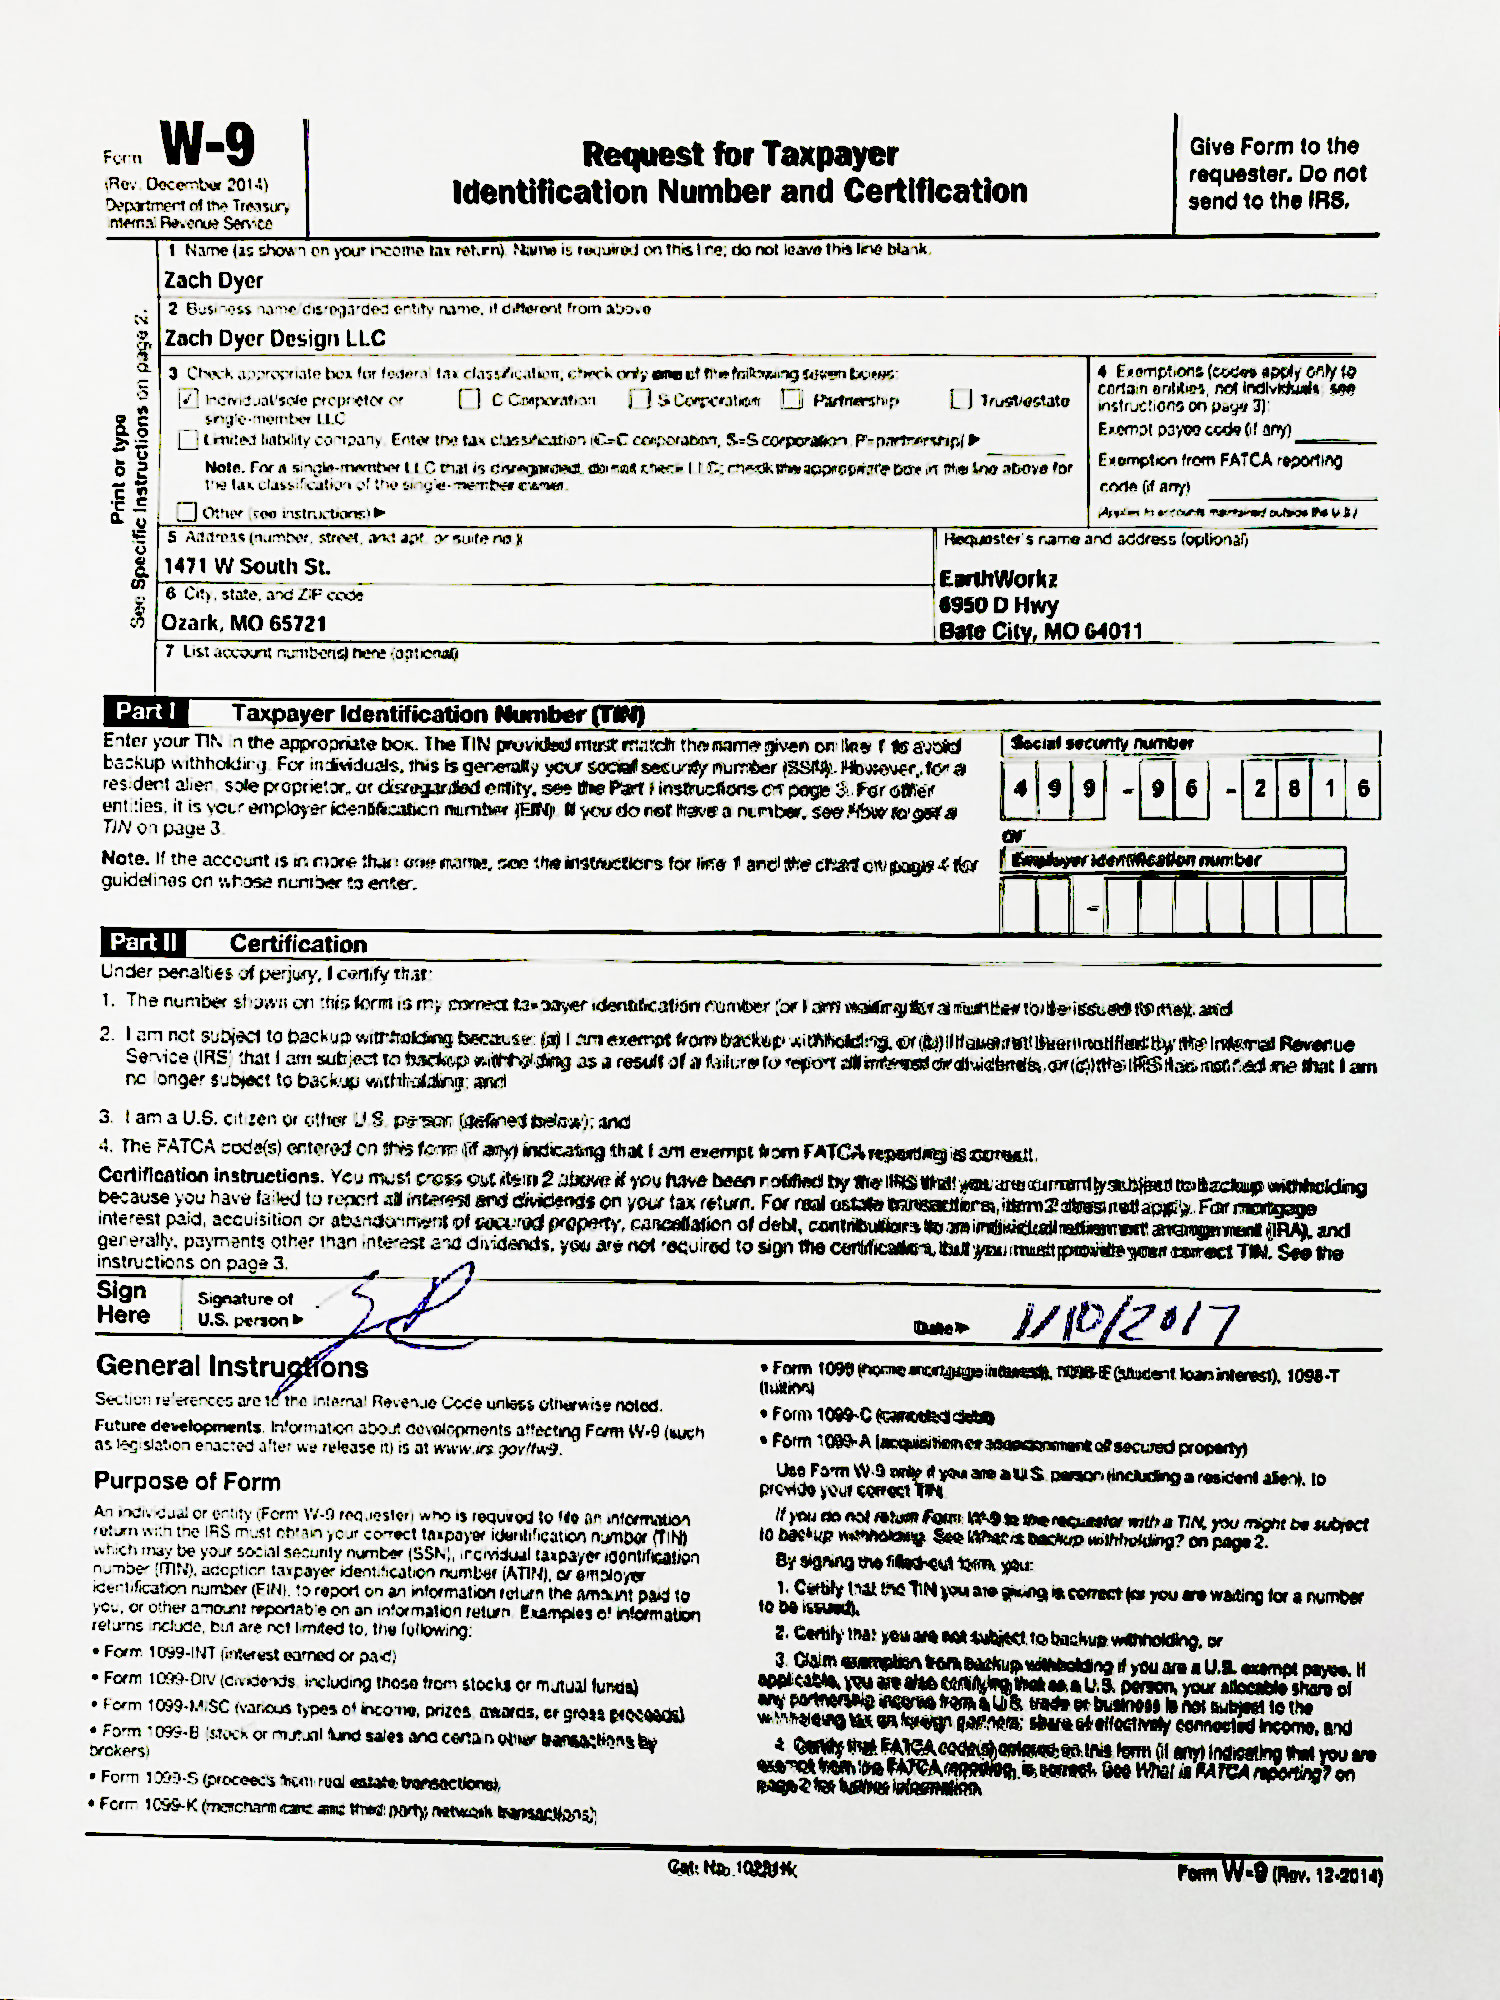 Form W-9
(Rev. December 2014)
Department of the Treasury
Internal Revenue Service
Request for Taxpayer
Identification Number and Certification
Give Form to the
requester. Do not
send to the IRS.
Print or type
See Specific Instructions on page 2.
1 Name (as shown on your income tax return). Name is required on this line; do not leave this line blank.
Zach Dyer
2 Business name/disregarded entity name, if different from above
Zach Dyer Design LLC
3 Check appropriate box for federal tax classification; check only one of the following seven boxes:
✓ Individual/sole proprietor or
single-member LLC
C Corporation
S Corporation
Partnership
Trust/estate
Limited liability company. Enter the tax classification (C=C corporation, S=S corporation, P=partnership) ▶
Note. For a single-member LLC that is disregarded, do not check LLC; check the appropriate box in the line above for
the tax classification of the single-member owner.
Other (see instructions) ▶
4 Exemptions (codes apply only to
certain entities, not individuals; see
instructions on page 3):
Exempt payee code (if any)
Exemption from FATCA reporting
code (if any)
(Applies to accounts maintained outside the U.S.)
5 Address (number, street, and apt. or suite no.)
1471 W South St.
6 City, state, and ZIP code
Ozark, MO 65721
Requester's name and address (optional)
EarthWorkz
6950 D Hwy
Bate City, MO 64011
7 List account number(s) here (optional)
Part I Taxpayer Identification Number (TIN)
Enter your TIN in the appropriate box. The TIN provided must match the name given on line 1 to avoid
backup withholding. For individuals, this is generally your social security number (SSN). However, for a
resident alien, sole proprietor, or disregarded entity, see the Part I instructions on page 3. For other
entities, it is your employer identification number (EIN). If you do not have a number, see How to get a
TIN on page 3.
Note. If the account is in more than one name, see the instructions for line 1 and the chart on page 4 for
guidelines on whose number to enter.
Social security number
4 9 9 - 9 6 - 2 8 1 6
or
Employer identification number
-
Part II Certification
Under penalties of perjury, I certify that:
1. The number shown on this form is my correct taxpayer identification number (or I am waiting for a number to be issued to me); and
2. I am not subject to backup withholding because: (a) I am exempt from backup withholding, or (b) I have not been notified by the Internal Revenue
Service (IRS) that I am subject to backup withholding as a result of a failure to report all interest or dividends, or (c) the IRS has notified me that I am
no longer subject to backup withholding; and
3. I am a U.S. citizen or other U.S. person (defined below); and
4. The FATCA code(s) entered on this form (if any) indicating that I am exempt from FATCA reporting is correct.
Certification instructions. You must cross out item 2 above if you have been notified by the IRS that you are currently subject to backup withholding
because you have failed to report all interest and dividends on your tax return. For real estate transactions, item 2 does not apply. For mortgage
interest paid, acquisition or abandonment of secured property, cancellation of debt, contributions to an individual retirement arrangement (IRA), and
generally, payments other than interest and dividends, you are not required to sign the certification, but you must provide your correct TIN. See the
instructions on page 3.
Sign
Here
Signature of
U.S. person ▶
Date ▶
1/10/2017
General Instructions
Section references are to the Internal Revenue Code unless otherwise noted.
Future developments. Information about developments affecting Form W-9 (such
as legislation enacted after we release it) is at www.irs.gov/fw9.
Purpose of Form
An individual or entity (Form W-9 requester) who is required to file an information
return with the IRS must obtain your correct taxpayer identification number (TIN)
which may be your social security number (SSN), individual taxpayer identification
number (ITIN), adoption taxpayer identification number (ATIN), or employer
identification number (EIN), to report on an information return the amount paid to
you, or other amount reportable on an information return. Examples of information
returns include, but are not limited to, the following:
• Form 1099-INT (interest earned or paid)
• Form 1099-DIV (dividends, including those from stocks or mutual funds)
• Form 1099-MISC (various types of income, prizes, awards, or gross proceeds)
• Form 1099-B (stock or mutual fund sales and certain other transactions by
brokers)
• Form 1099-S (proceeds from real estate transactions)
• Form 1099-K (merchant card and third party network transactions)
• Form 1098 (home mortgage interest), 1098-E (student loan interest), 1098-T
(tuition)
• Form 1099-C (canceled debt)
• Form 1099-A (acquisition or abandonment of secured property)
Use Form W-9 only if you are a U.S. person (including a resident alien), to
provide your correct TIN.
If you do not return Form W-9 to the requester with a TIN, you might be subject
to backup withholding. See What is backup withholding? on page 2.
By signing the filled-out form, you:
1. Certify that the TIN you are giving is correct (or you are waiting for a number
to be issued),
2. Certify that you are not subject to backup withholding, or
3. Claim exemption from backup withholding if you are a U.S. exempt payee. If
applicable, you are also certifying that as a U.S. person, your allocable share of
any partnership income from a U.S. trade or business is not subject to the
withholding tax on foreign partners' share of effectively connected income, and
4. Certify that FATCA code(s) entered on this form (if any) indicating that you are
exempt from the FATCA reporting, is correct. See What is FATCA reporting? on
page 2 for further information.
Cat. No. 10231X
Form W-9 (Rev. 12-2014)